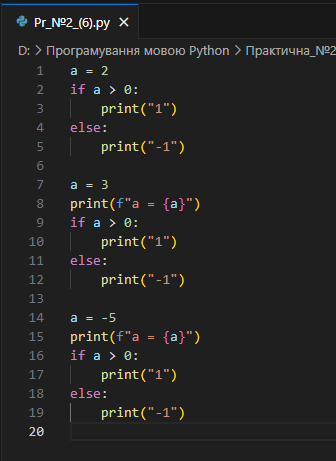 Pr_№2_(6).py
D: > Програмування мовою Python > Практична_№2
1 a = 2
2 if a > 0:
3     print("1")
4 else:
5     print("-1")
6
7 a = 3
8 print(f"a = {a}")
9 if a > 0:
10     print("1")
11 else:
12     print("-1")
13
14 a = -5
15 print(f"a = {a}")
16 if a > 0:
17     print("1")
18 else:
19     print("-1")
20